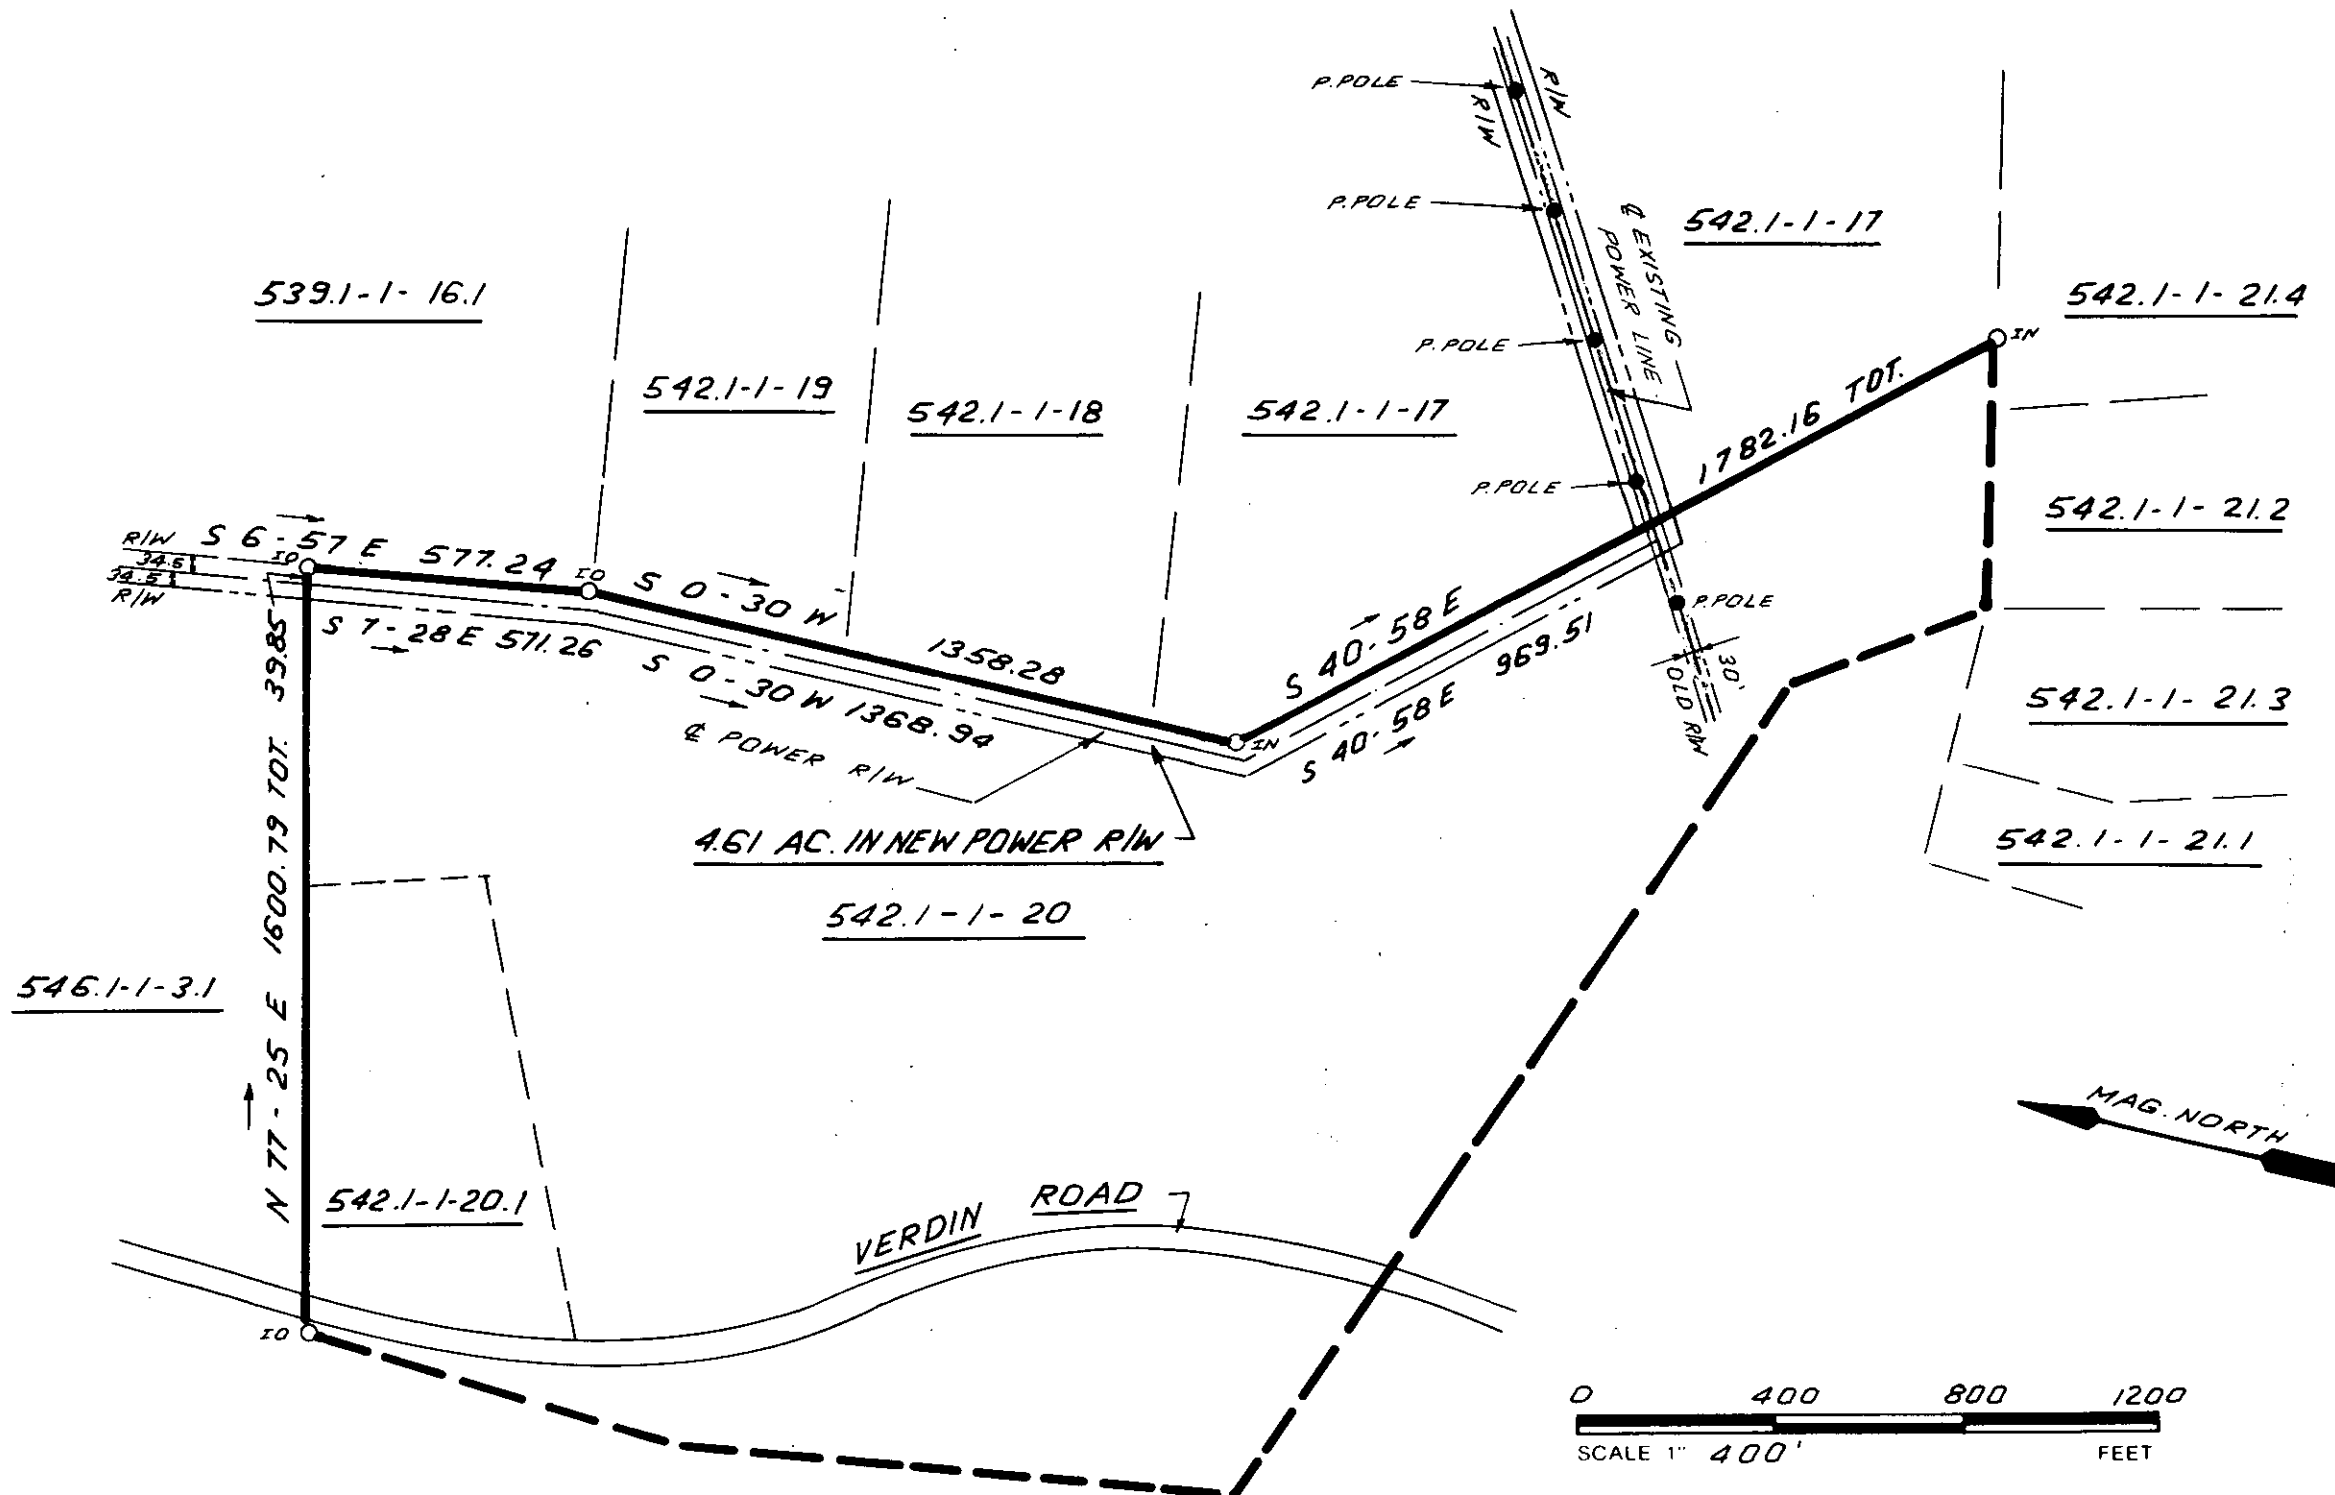 P.POLE
R/W
R/W
P.POLE
℄ EXISTING
POWER LINE
542.1-1-17
539.1-1-16.1
542.1-1-21.4
IN
P.POLE
542.1-1-19
542.1-1-18
542.1-1-17
1782.16 TOT.
P.POLE
542.1-1-21.2
R/W
34.5
34.5
R/W
S 6-57 E 577.24
IO
IO
S 0-30 W 1358.28
S 40-58 E
P.POLE
39.85
S 7-28 E 571.26
S 0-30 W 1368.94
969.51
S 40-58 E
30'
OLD R/W
IN
542.1-1-21.3
℄ POWER R/W
4.61 AC. IN NEW POWER R/W
542.1-1-21.1
542.1-1-20
N 77-25 E 1600.79 TOT.
546.1-1-3.1
MAG. NORTH
542.1-1-20.1
VERDIN ROAD
IO
0 400 800 1200
SCALE 1" 400' FEET